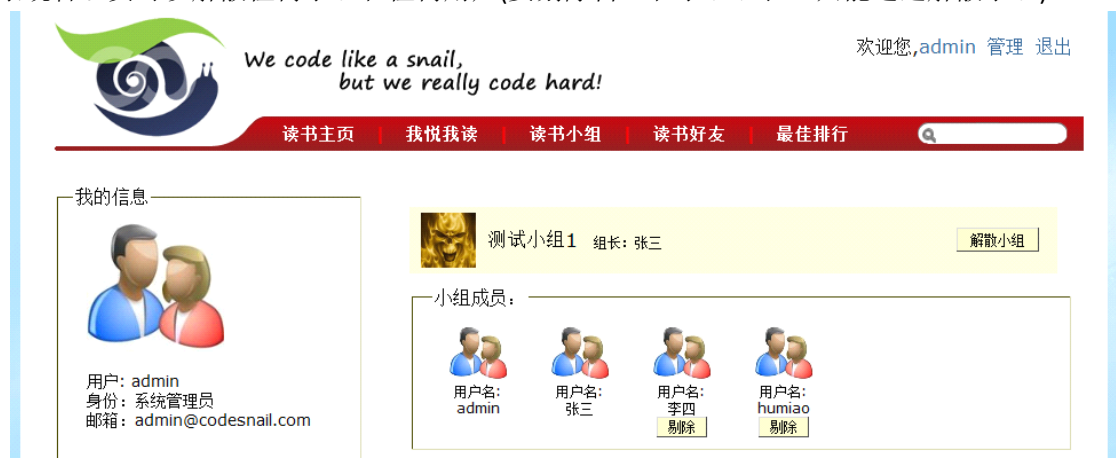 We code like a snail,
but we really code hard!
欢迎您,admin 管理 退出
读书主页 | 我悦我读 | 读书小组 | 读书好友 | 最佳排行
我的信息
用户: admin
身份: 系统管理员
邮箱: admin@codesnail.com
测试小组1 组长: 张三
解散小组
小组成员:
用户名:
admin
用户名:
张三
用户名:
李四
剔除
用户名:
humiao
剔除